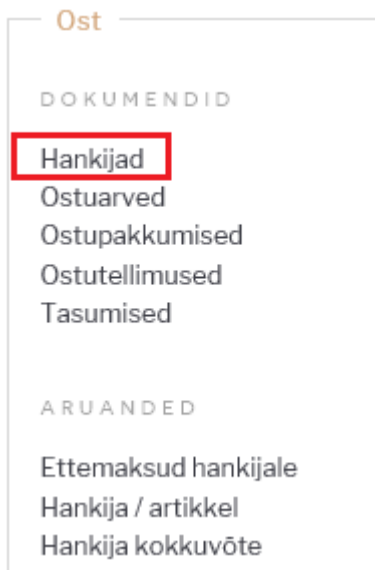 Ost
DOKUMENDID
Hankijad
Ostuarved
Ostupakkumised
Ostutellimused
Tasumised
ARUANDED
Ettemaksud hankijale
Hankija / artikkel
Hankija kokkuvõte